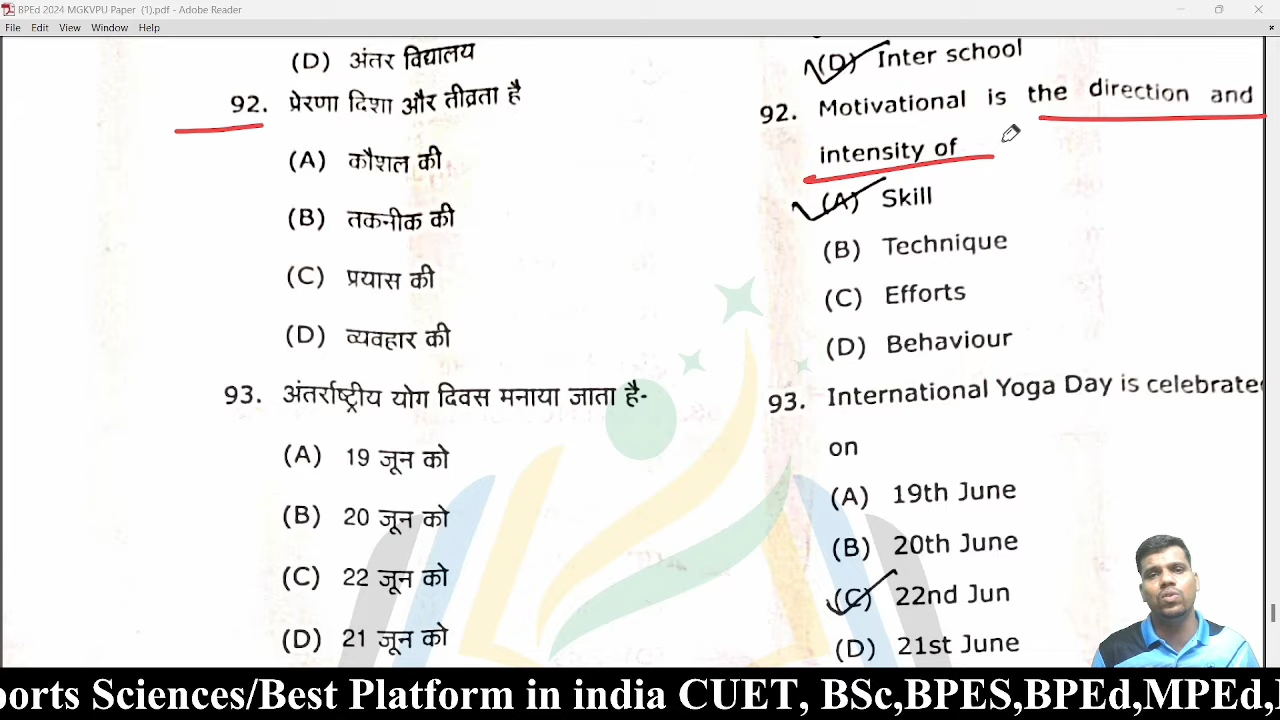 BPEd 2024 MGKVPU Paper (1).pdf - Adobe Reader
File Edit View Window Help
(D) अंतर विद्यालय
92. प्रेरणा दिशा और तीव्रता है
(A) कौशल की
(B) तकनीक की
(C) प्रयास की
(D) व्यवहार की
93. अंतर्राष्ट्रीय योग दिवस मनाया जाता है-
(A) 19 जून को
(B) 20 जून को
(C) 22 जून को
(D) 21 जून को
(D) Inter school
92. Motivational is the direction and
intensity of
(A) Skill
(B) Technique
(C) Efforts
(D) Behaviour
93. International Yoga Day is celebrate
on
(A) 19th June
(B) 20th June
(C) 22nd Jun
(D) 21st June
ports Sciences/Best Platform in india CUET, BSc,BPES,BPEd,MPEd,